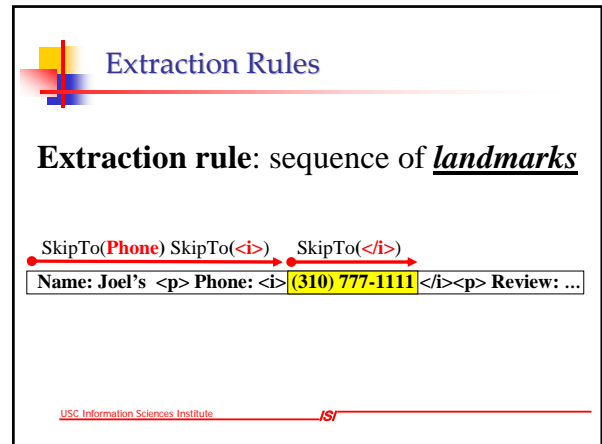 Extraction Rules
Extraction rule: sequence of landmarks
SkipTo(Phone) SkipTo(<i>) SkipTo(</i>)
Name: Joel’s <p> Phone: <i> (310) 777-1111 </i><p> Review: ...
USC Information Sciences Institute ISI